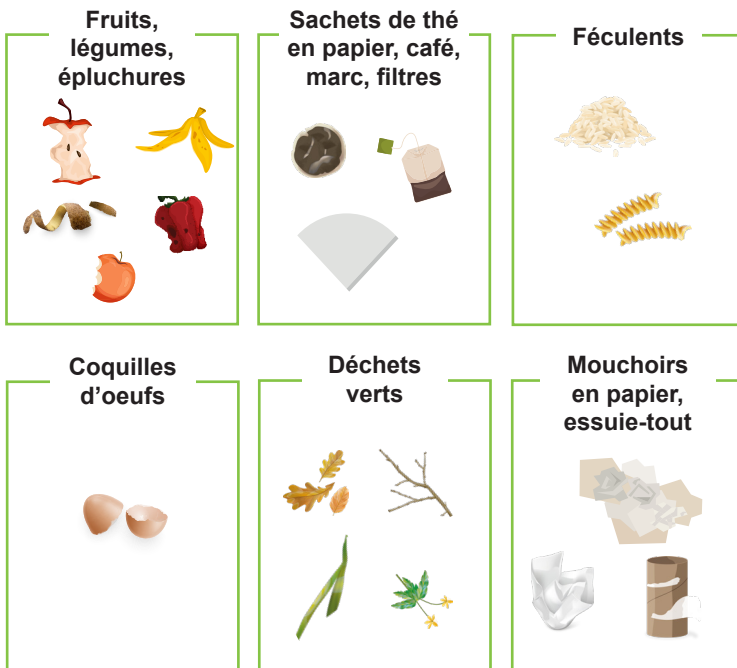 Fruits,
légumes,
épluchures
Sachets de thé
en papier, café,
marc, filtres
Féculents
Coquilles
d'oeufs
Déchets
verts
Mouchoirs
en papier,
essuie-tout